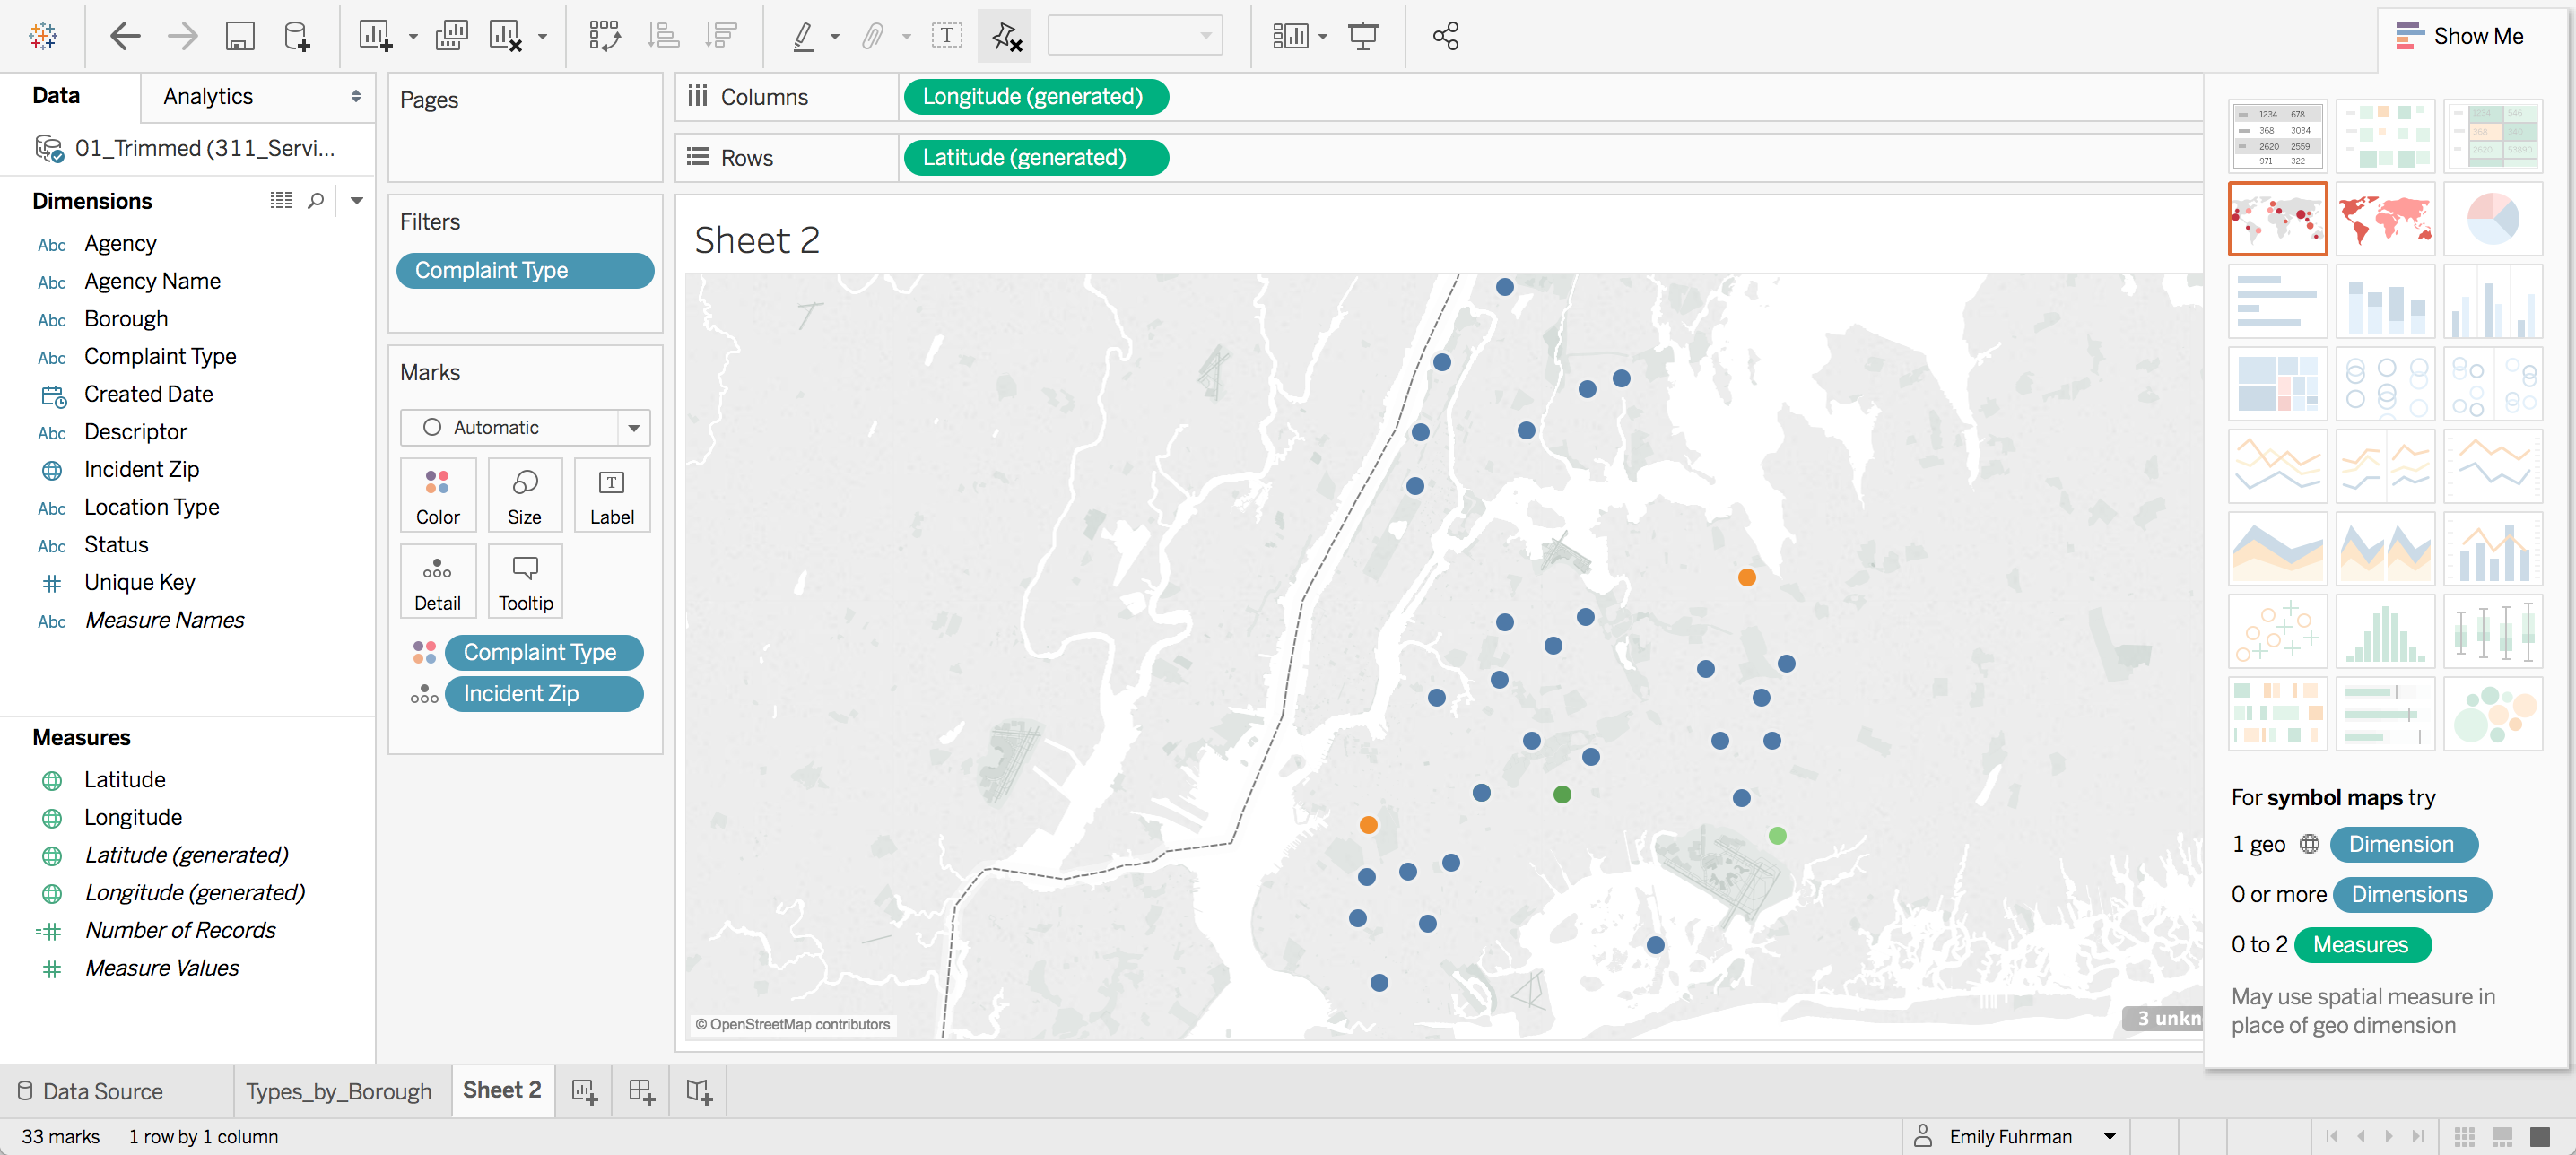 Show Me
Data
Analytics
01_Trimmed (311_Servi...
Dimensions
Abc Agency
Abc Agency Name
Abc Borough
Abc Complaint Type
Created Date
Abc Descriptor
Incident Zip
Abc Location Type
Abc Status
Unique Key
Abc Measure Names
Measures
Latitude
Longitude
Latitude (generated)
Longitude (generated)
Number of Records
Measure Values
Pages
Filters
Complaint Type
Marks
Automatic
Color
Size
T
Label
Detail
Tooltip
Complaint Type
Incident Zip
T
Columns
Longitude (generated)
Rows
Latitude (generated)
Sheet 2
© OpenStreetMap contributors
3 unkn
1234 678
368 3034
2620 2559
971 322
1234 546
368 340
2620 53890
For symbol maps try
1 geo Dimension
0 or more Dimensions
0 to 2 Measures
May use spatial measure in
place of geo dimension
Data Source
Types_by_Borough
Sheet 2
33 marks
1 row by 1 column
Emily Fuhrman